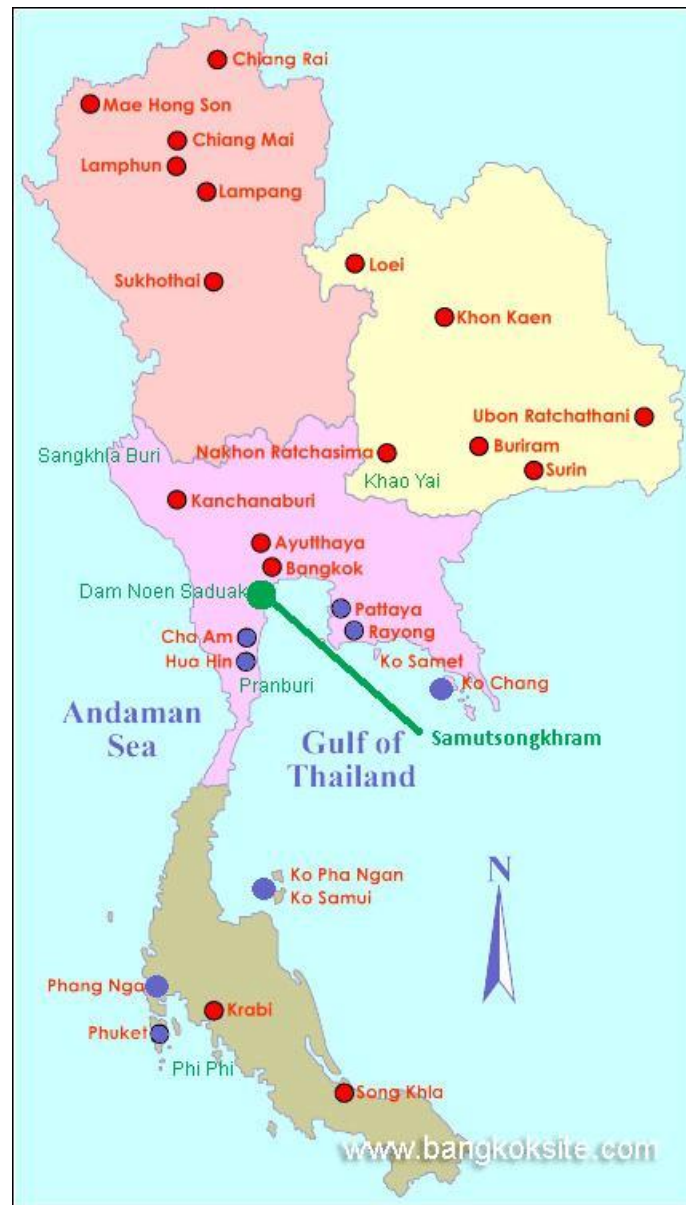 Chiang Rai
Mae Hong Son
Chiang Mai
Lamphun
Lampang
Loei
Sukhothai
Khon Kaen
Ubon Ratchathani
Buriram
Sangkhla Buri
Nakhon Ratchasima
Surin
Khao Yai
Kanchanaburi
Ayutthaya
Bangkok
Dam Noen Saduak
Pattaya
Rayong
Cha Am
Hua Hin
Ko Samet
Pranburi
Ko Chang
Andaman
Sea
Gulf of
Thailand
Samutsongkhram
Ko Pha Ngan
Ko Samui
N
Phang Nga
Krabi
Phuket
Phi Phi
Song Khla
www.bangkoksite.com